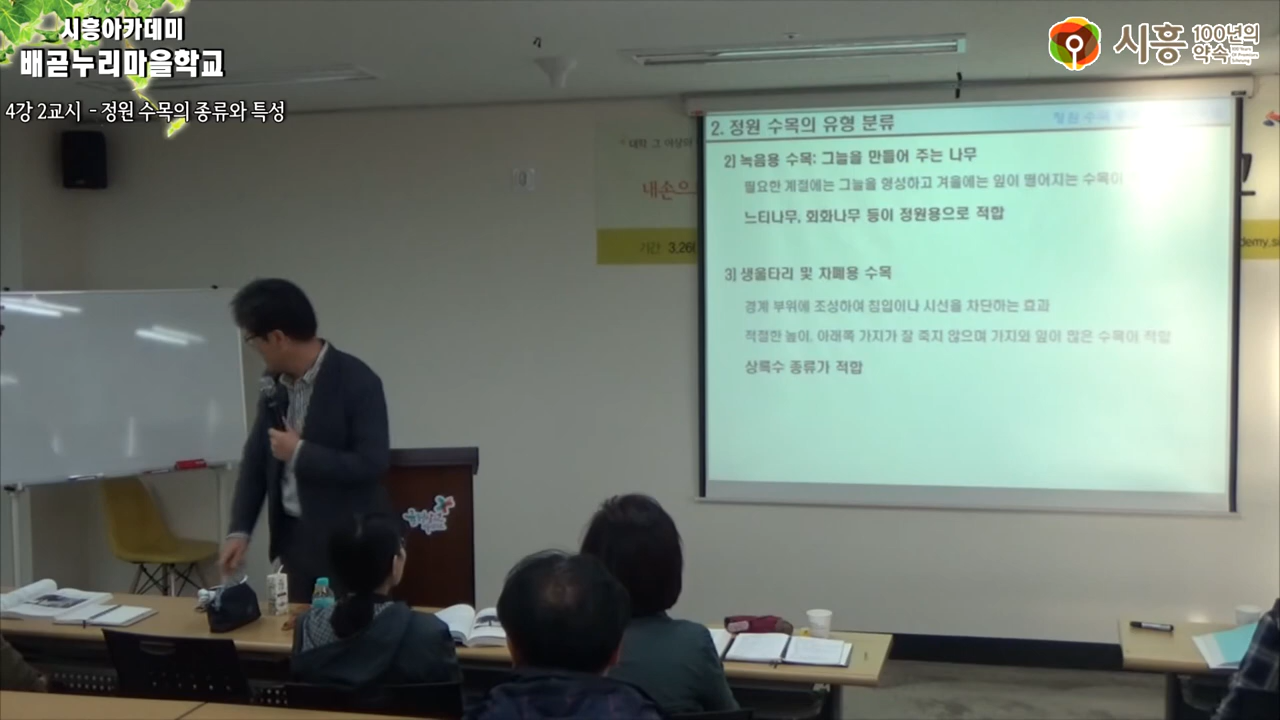 시흥아카데미
배곧누리마을학교
4강 2교시 - 정원 수목의 종류와 특성
시흥 100년의
약속
2. 정원 수목의 유형 분류
2) 녹음용 수목: 그늘을 만들어 주는 나무
필요한 계절에는 그늘을 형성하고 겨울에는 잎이 떨어지는 수목이
느티나무, 회화나무 등이 정원용으로 적합
3) 생울타리 및 차폐용 수목
경계 부위에 조성하여 침입이나 시선을 차단하는 효과
적절한 높이, 아래쪽 가지가 잘 죽지 않으며 가지와 잎이 많은 수목이 적합
상록수 종류가 적합
내손으
기간 3.26(